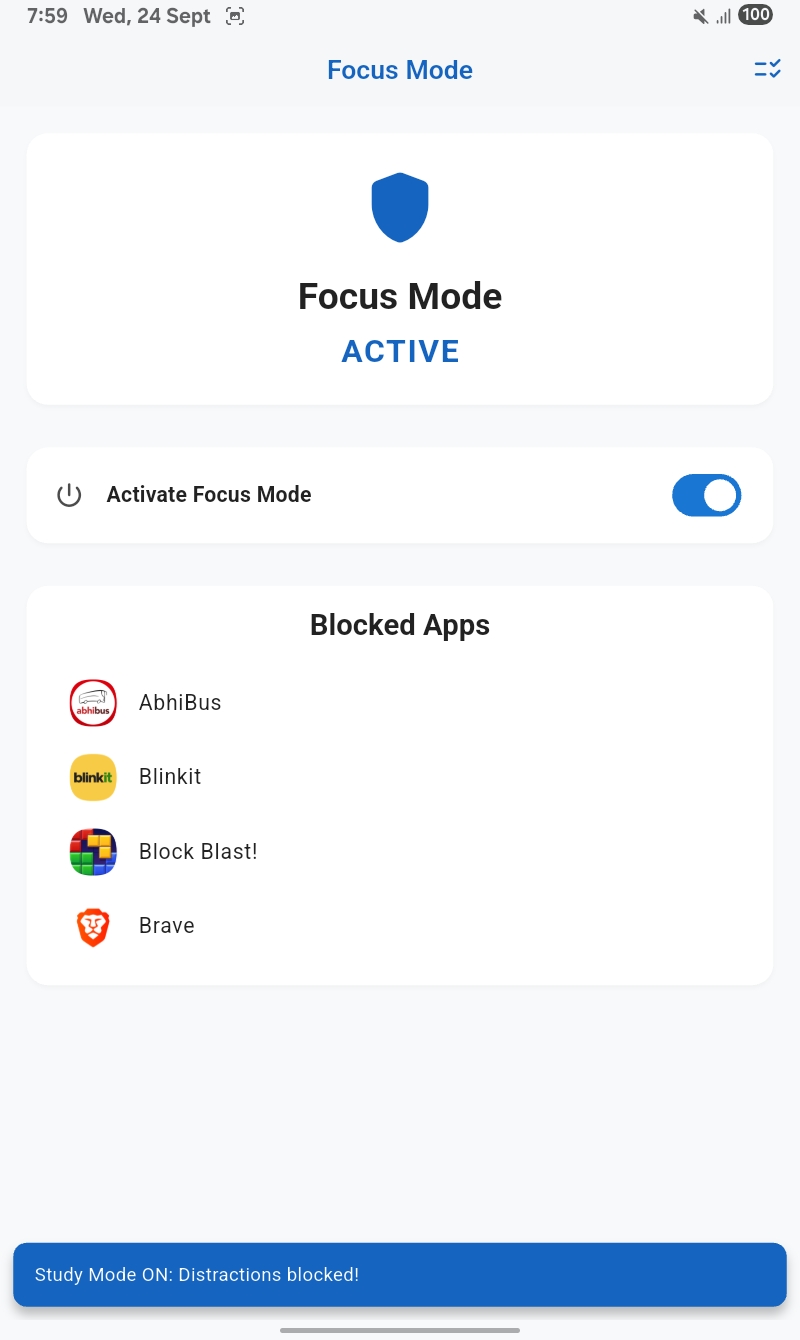 7:59 Wed, 24 Sept 100
Focus Mode
Focus Mode
ACTIVE
Activate Focus Mode
Blocked Apps
abhibus AbhiBus
blinkit Blinkit
Block Blast!
Brave
Study Mode ON: Distractions blocked!